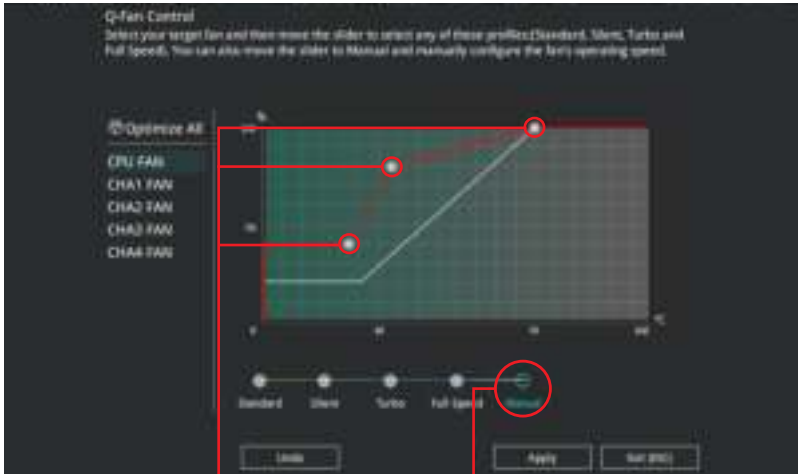 Q-Fan Control
Select your target fan and then move the slider to select any of these profiles(Standard, Silent, Turbo and
Full Speed). You can also move the slider to Manual and manually configure the fan's operating speed.
%
Optimize All
100
CPU FAN
CHA1 FAN
CHA2 FAN
CHA3 FAN
CHA4 FAN
°C
0
100
Standard Silent Turbo Full Speed Manual
Undo Apply Exit (ESC)